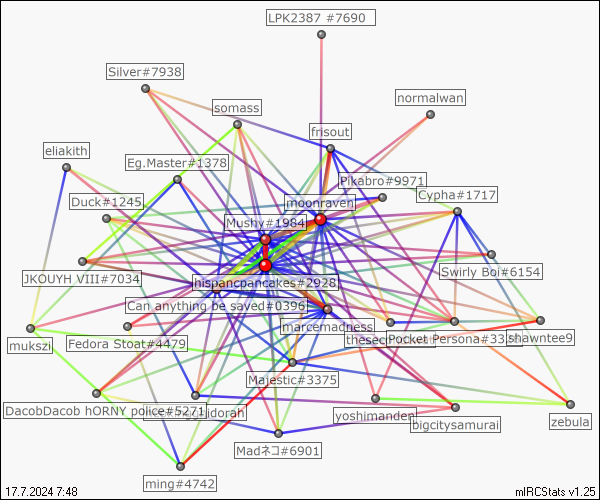 LPK2387 #7690
Silver#7938
normalwan
somass
frisout
eliakith
Eg.Master#1378
Pikabro#9971
Cypha#1717
Duck#1245
moonraven
Mushy#1984
JKOUYH VIII#7034
Swirly Boi#6154
hispancpancakes#2928
Can anything be saved#0396
marcemadness
mukszi
Fedora Stoat#4479
Pocket Persona#33
shawntee9
Majestic#3375
DacobDacob hORNY police#5271
idorah
yoshimanden
bigcitysamurai
zebula
Madネコ#6901
ming#4742
17.7.2024 7:48
mIRCStats v1.25